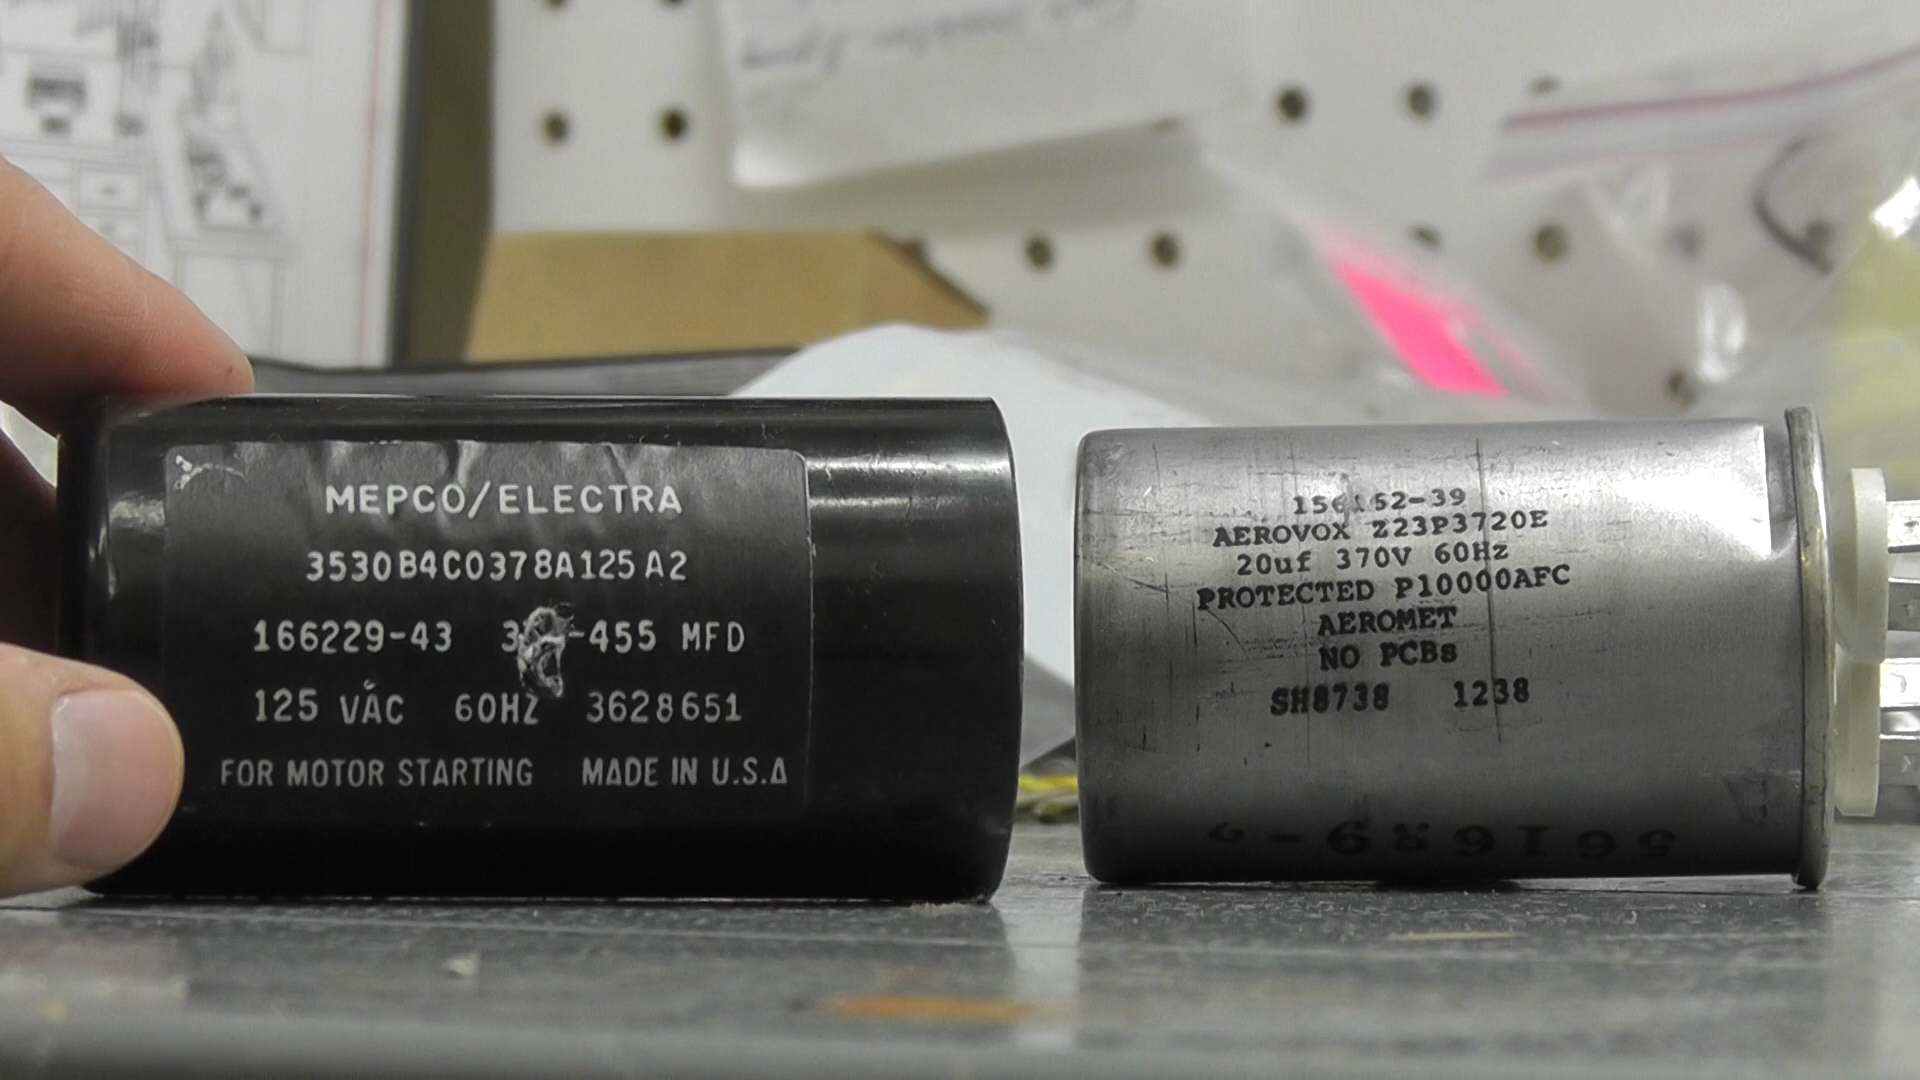 MEPCO/ELECTRA
3530B4C0378A125A2
166229-43 -455 MFD
125 VAC 60HZ 3628651
FOR MOTOR STARTING MADE IN U.S.A
AEROVOX Z23P3720E
20uf 370V 60Hz
PROTECTED P10000AFC
AEROMET
NO PCBs
SH8738 1238